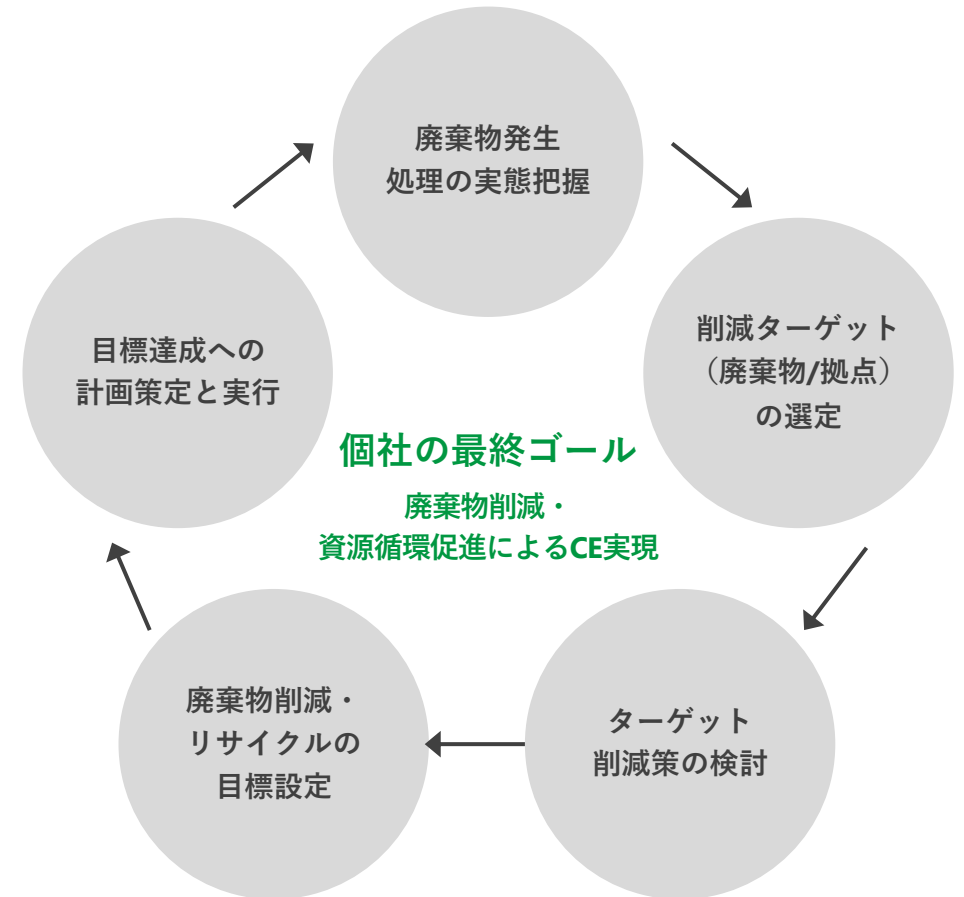 廃棄物発生
処理の実態把握
削減ターゲット
（廃棄物/拠点）
の選定
ターゲット
削減策の検討
廃棄物削減・
リサイクルの
目標設定
目標達成への
計画策定と実行
個社の最終ゴール
廃棄物削減・
資源循環促進によるCE実現